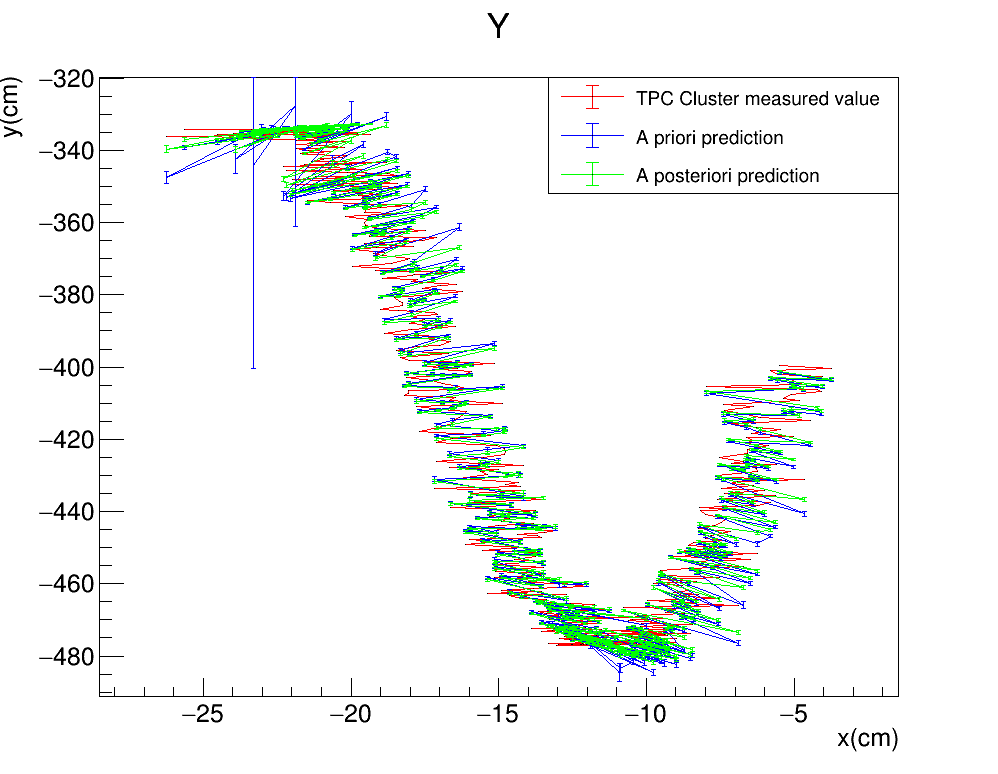 Y
y(cm)
−320
−340
−360
−380
−400
−420
−440
−460
−480
TPC Cluster measured value
A priori prediction
A posteriori prediction
−25
−20
−15
−10
−5
x(cm)